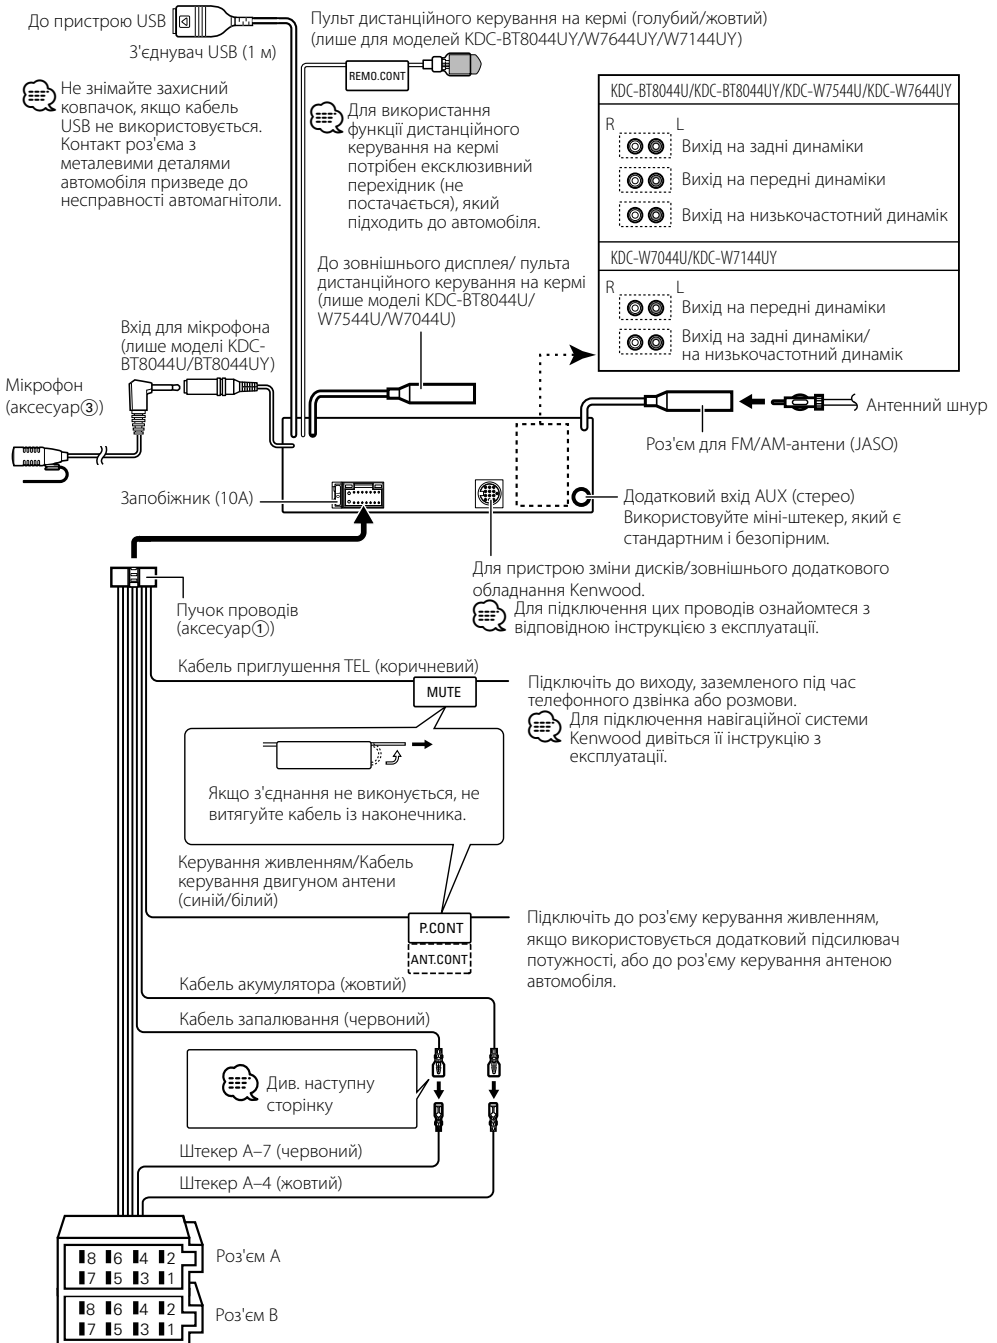 До пристрою USB
З'єднувач USB (1 м)
Не знімайте захисний
ковпачок, якщо кабель
USB не використовується.
Контакт роз'єма з
металевими деталями
автомобіля призведе до
несправності автомагнітоли.
Пульт дистанційного керування на кермі (голубий/жовтий)
(лише для моделей KDC-BT8044UY/W7644UY/W7144UY)
REMO.CONT
Для використання
функції дистанційного
керування на кермі
потрібен ексклюзивний
перехідник (не
постачається), який
підходить до автомобіля.
KDC-BT8044U/KDC-BT8044UY/KDC-W7544U/KDC-W7644UY
R L
Вихід на задні динаміки
Вихід на передні динаміки
Вихід на низькочастотний динамік
KDC-W7044U/KDC-W7144UY
R L
Вихід на передні динаміки
Вихід на задні динаміки/
на низькочастотний динамік
До зовнішнього дисплея/ пульта
дистанційного керування на кермі
(лише моделі KDC-BT8044U/
W7544U/W7044U)
Вхід для мікрофона
(лише моделі KDC-
BT8044U/BT8044UY)
Мікрофон
(аксесуар③)
Антенний шнур
Роз'єм для FM/AM-антени (JASO)
Запобіжник (10A)
Додатковий вхід AUX (стерео)
Використовуйте міні-штекер, який є
стандартним і безопірним.
Для пристрою зміни дисків/зовнішнього додаткового
обладнання Kenwood.
Для підключення цих проводів ознайомтеся з
відповідною інструкцією з експлуатації.
Пучок проводів
(аксесуар①)
Кабель приглушення TEL (коричневий)
MUTE
Підключіть до виходу, заземленого під час
телефонного дзвінка або розмови.
Для підключення навігаційної системи
Kenwood дивіться її інструкцію з
експлуатації.
Якщо з'єднання не виконується, не
витягуйте кабель із наконечника.
Керування живленням/Кабель
керування двигуном антени
(синій/білий)
P.CONT
ANT.CONT
Підключіть до роз'єму керування живленням,
якщо використовується додатковий підсилювач
потужності, або до роз'єму керування антеною
автомобіля.
Кабель акумулятора (жовтий)
Кабель запалювання (червоний)
Див. наступну
сторінку
Штекер A–7 (червоний)
Штекер A–4 (жовтий)
8 6 4 2
7 5 3 1
Роз'єм A
8 6 4 2
7 5 3 1
Роз'єм B